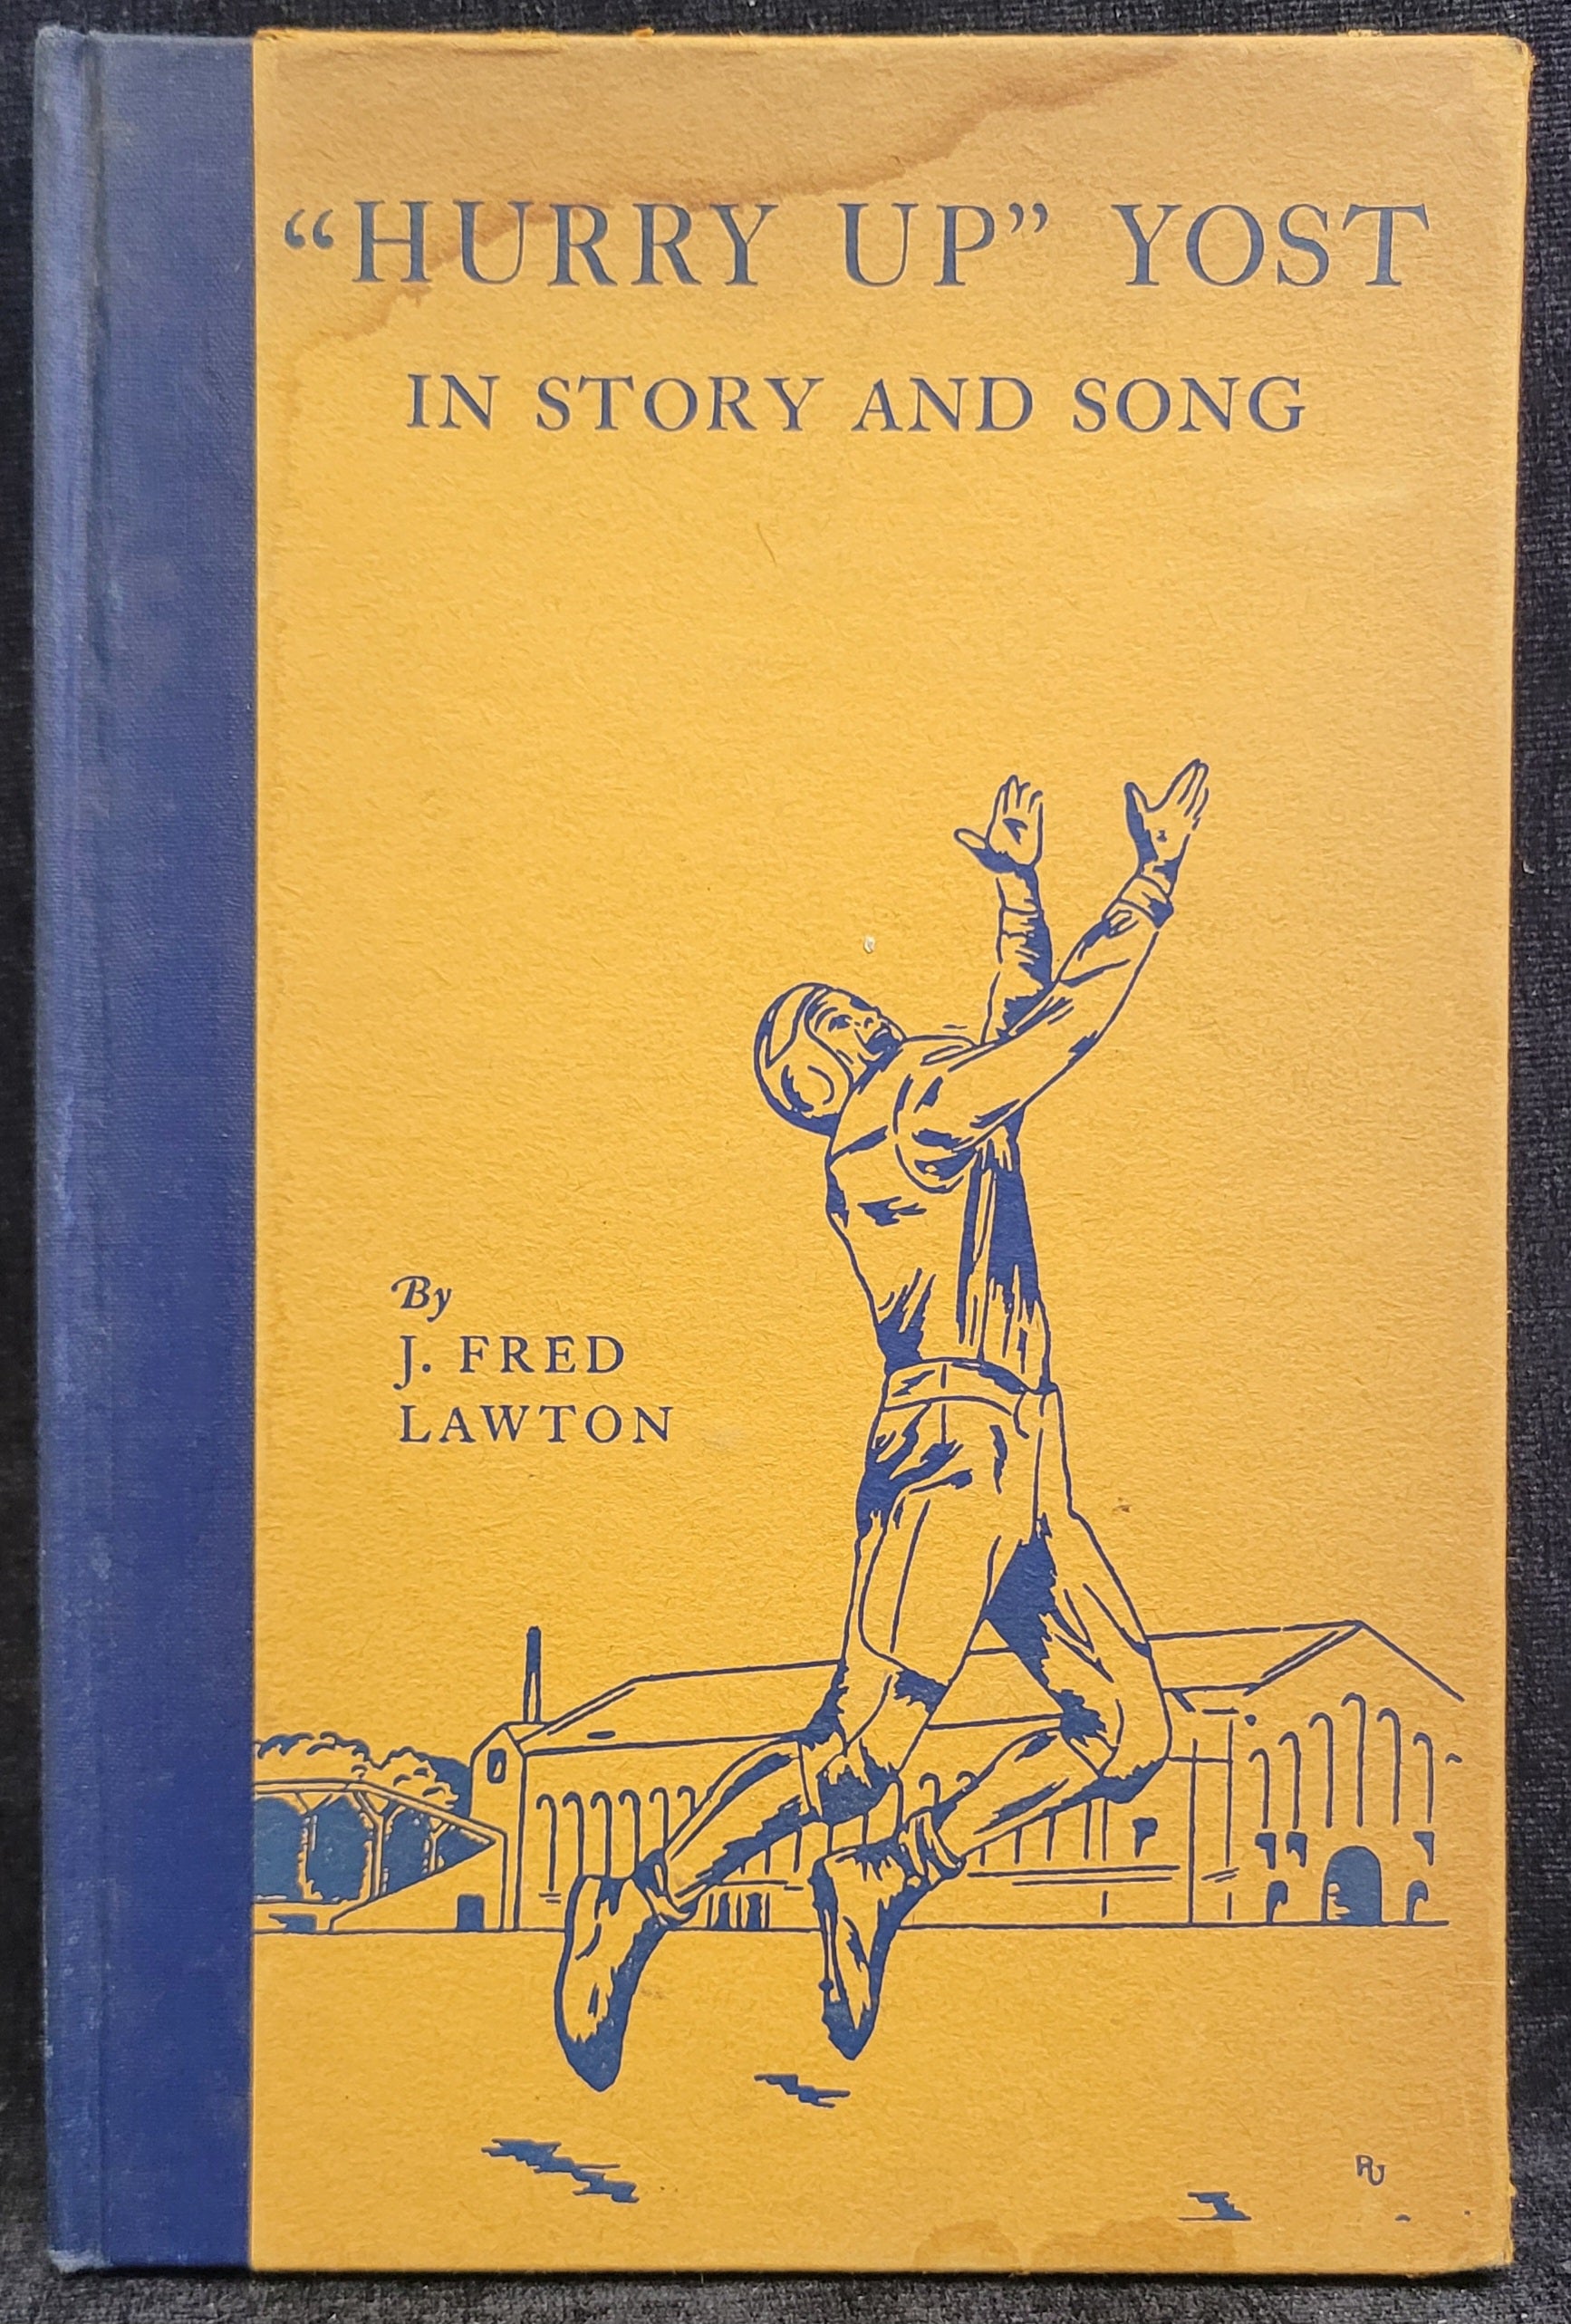 “HURRY UP” YOST
IN STORY AND SONG
By
J. FRED
LAWTON